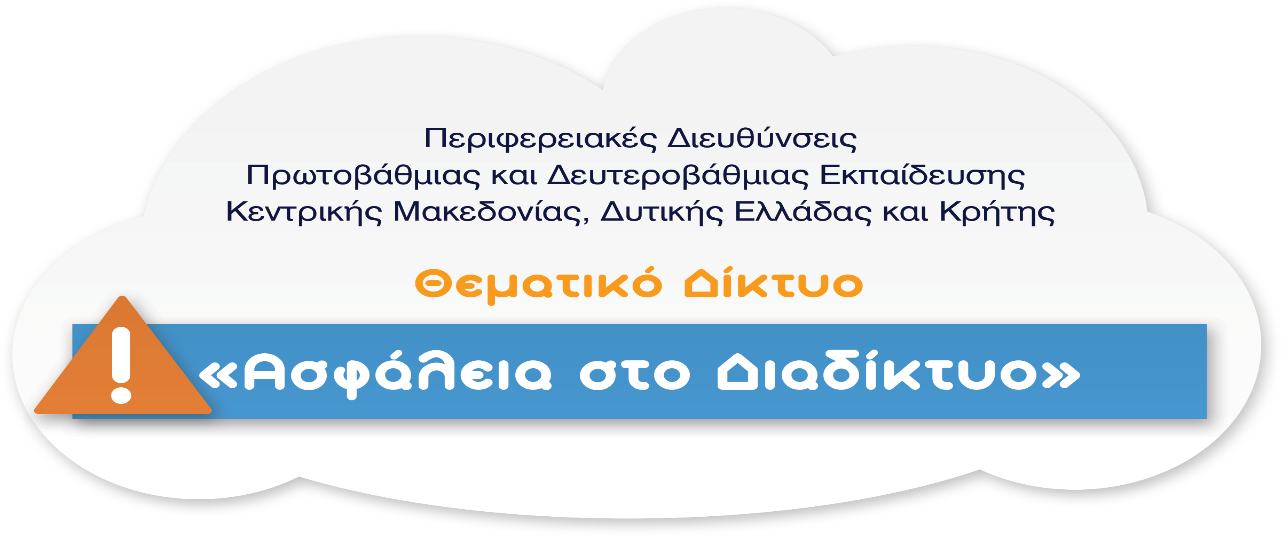 Περιφερειακές Διευθύνσεις
Πρωτοβάθμιας και Δευτεροβάθμιας Εκπαίδευσης
Κεντρικής Μακεδονίας, Δυτικής Ελλάδας και Κρήτης
Θεματικό Δίκτυο
«Ασφάλεια στο Διαδίκτυο»